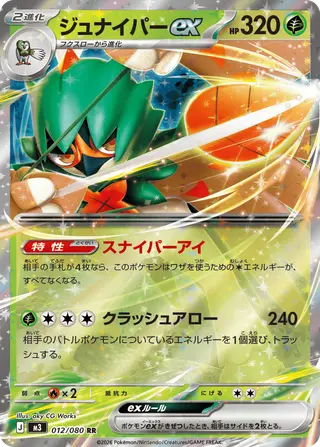 2進化 ジュナイパーex HP320
フクスローから進化
特性 とくせい スナイパーアイ
相手の手札が4枚なら、このポケモンはワザを使うためのエネルギーが、
すべてなくなる。
クラッシュアロー 240
相手のバトルポケモンについているエネルギーを1個選び、ト
ラッシュする。
弱点 ×2 抵抗力 にげる
Illus. aky CG Works
J m3 012/080 RR
exルール
ポケモンexがきぜつしたとき、相手はサイドを2枚とる。
©2026 Pokémon/Nintendo/Creatures/GAME FREAK.